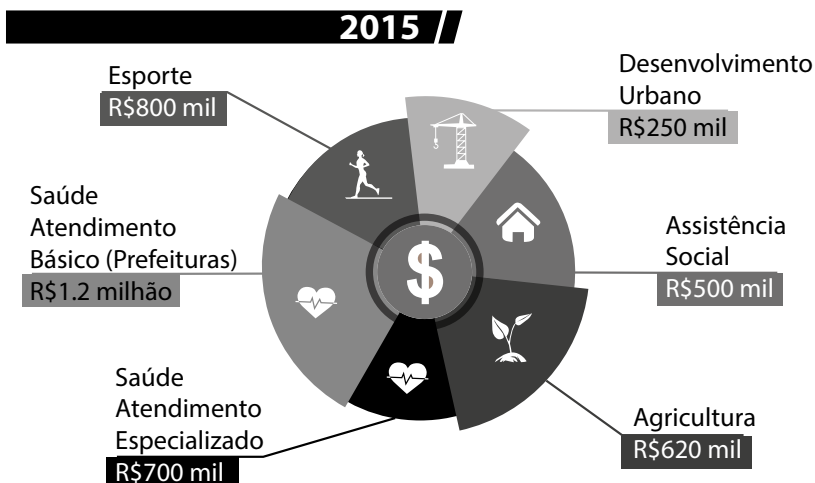 2015
Esporte
R$800 mil
Desenvolvimento
Urbano
R$250 mil
Saúde
Atendimento
Básico (Prefeituras)
R$1.2 milhão
$
Assistência
Social
R$500 mil
Saúde
Atendimento
Especializado
R$700 mil
Agricultura
R$620 mil